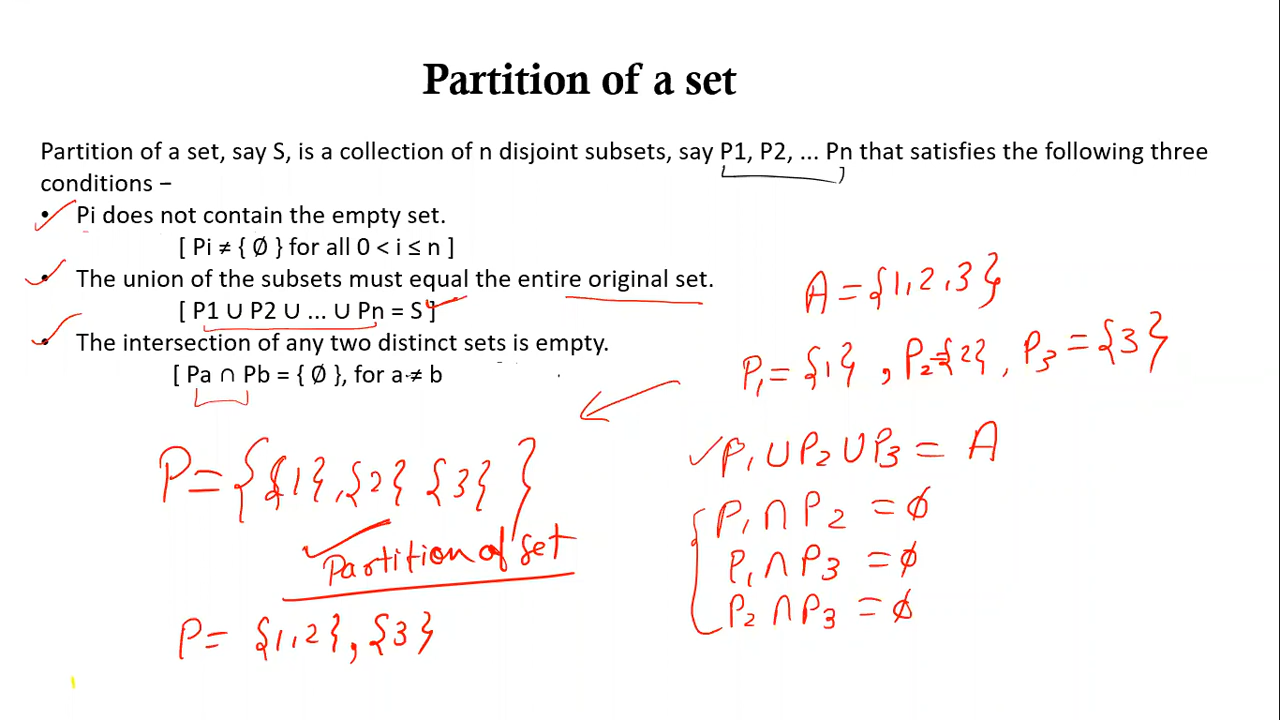 Partition of a set
Partition of a set, say S, is a collection of n disjoint subsets, say P1, P2, ... Pn that satisfies the following three
conditions −
• Pi does not contain the empty set.
[ Pi ≠ { Ø } for all 0 < i ≤ n ]
• The union of the subsets must equal the entire original set.
[ P1 ∪ P2 ∪ ... ∪ Pn = S ]
• The intersection of any two distinct sets is empty.
[ Pa ∩ Pb = { Ø }, for a ≠ b
A = {1,2,3}
P₁ = {1} , P₂={2} , P₃ = {3}
P₁ ∪ P₂ ∪ P₃ = A
P₁ ∩ P₂ = ø
P₁ ∩ P₃ = ø
P₂ ∩ P₃ = ø
P = { {1}, {2} {3} }
Partition of set
P = {1,2}, {3}